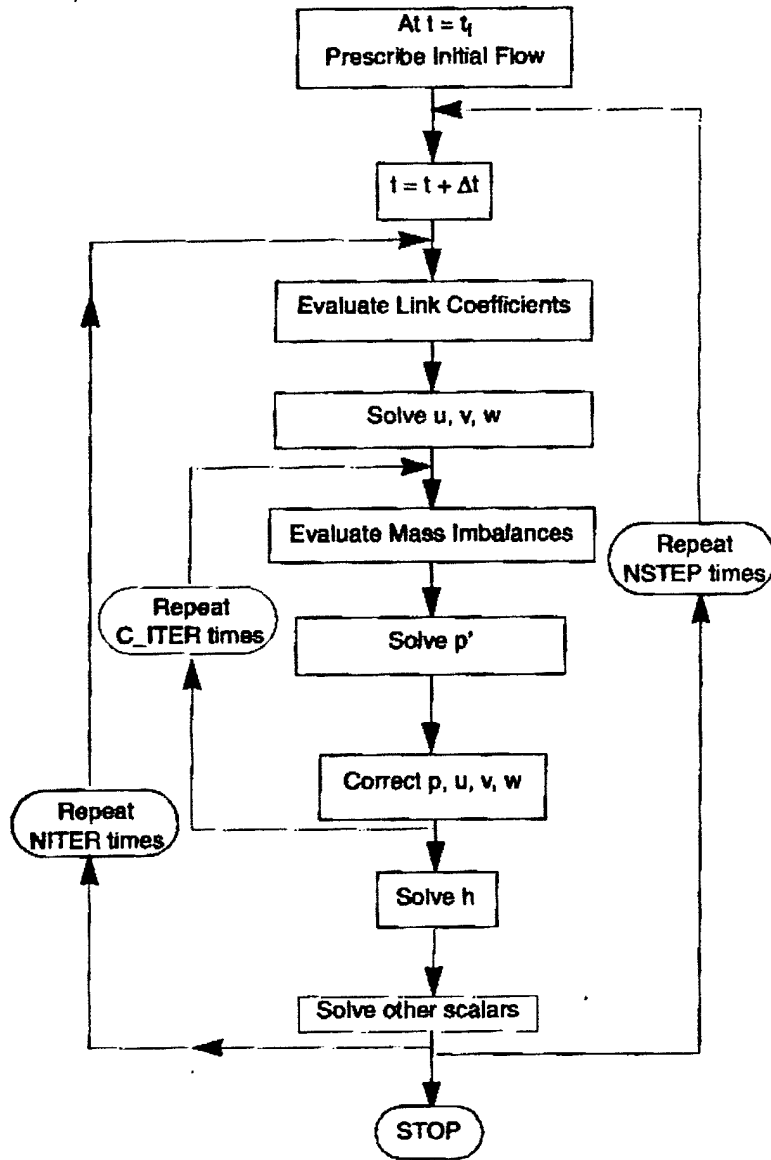 At t = tᵢ
Prescribe Initial Flow
t = t + Δt
Evaluate Link Coefficients
Solve u, v, w
Evaluate Mass Imbalances
Repeat
NSTEP times
Repeat
C_ITER times
Solve p'
Correct p, u, v, w
Repeat
NITER times
Solve h
Solve other scalars
STOP